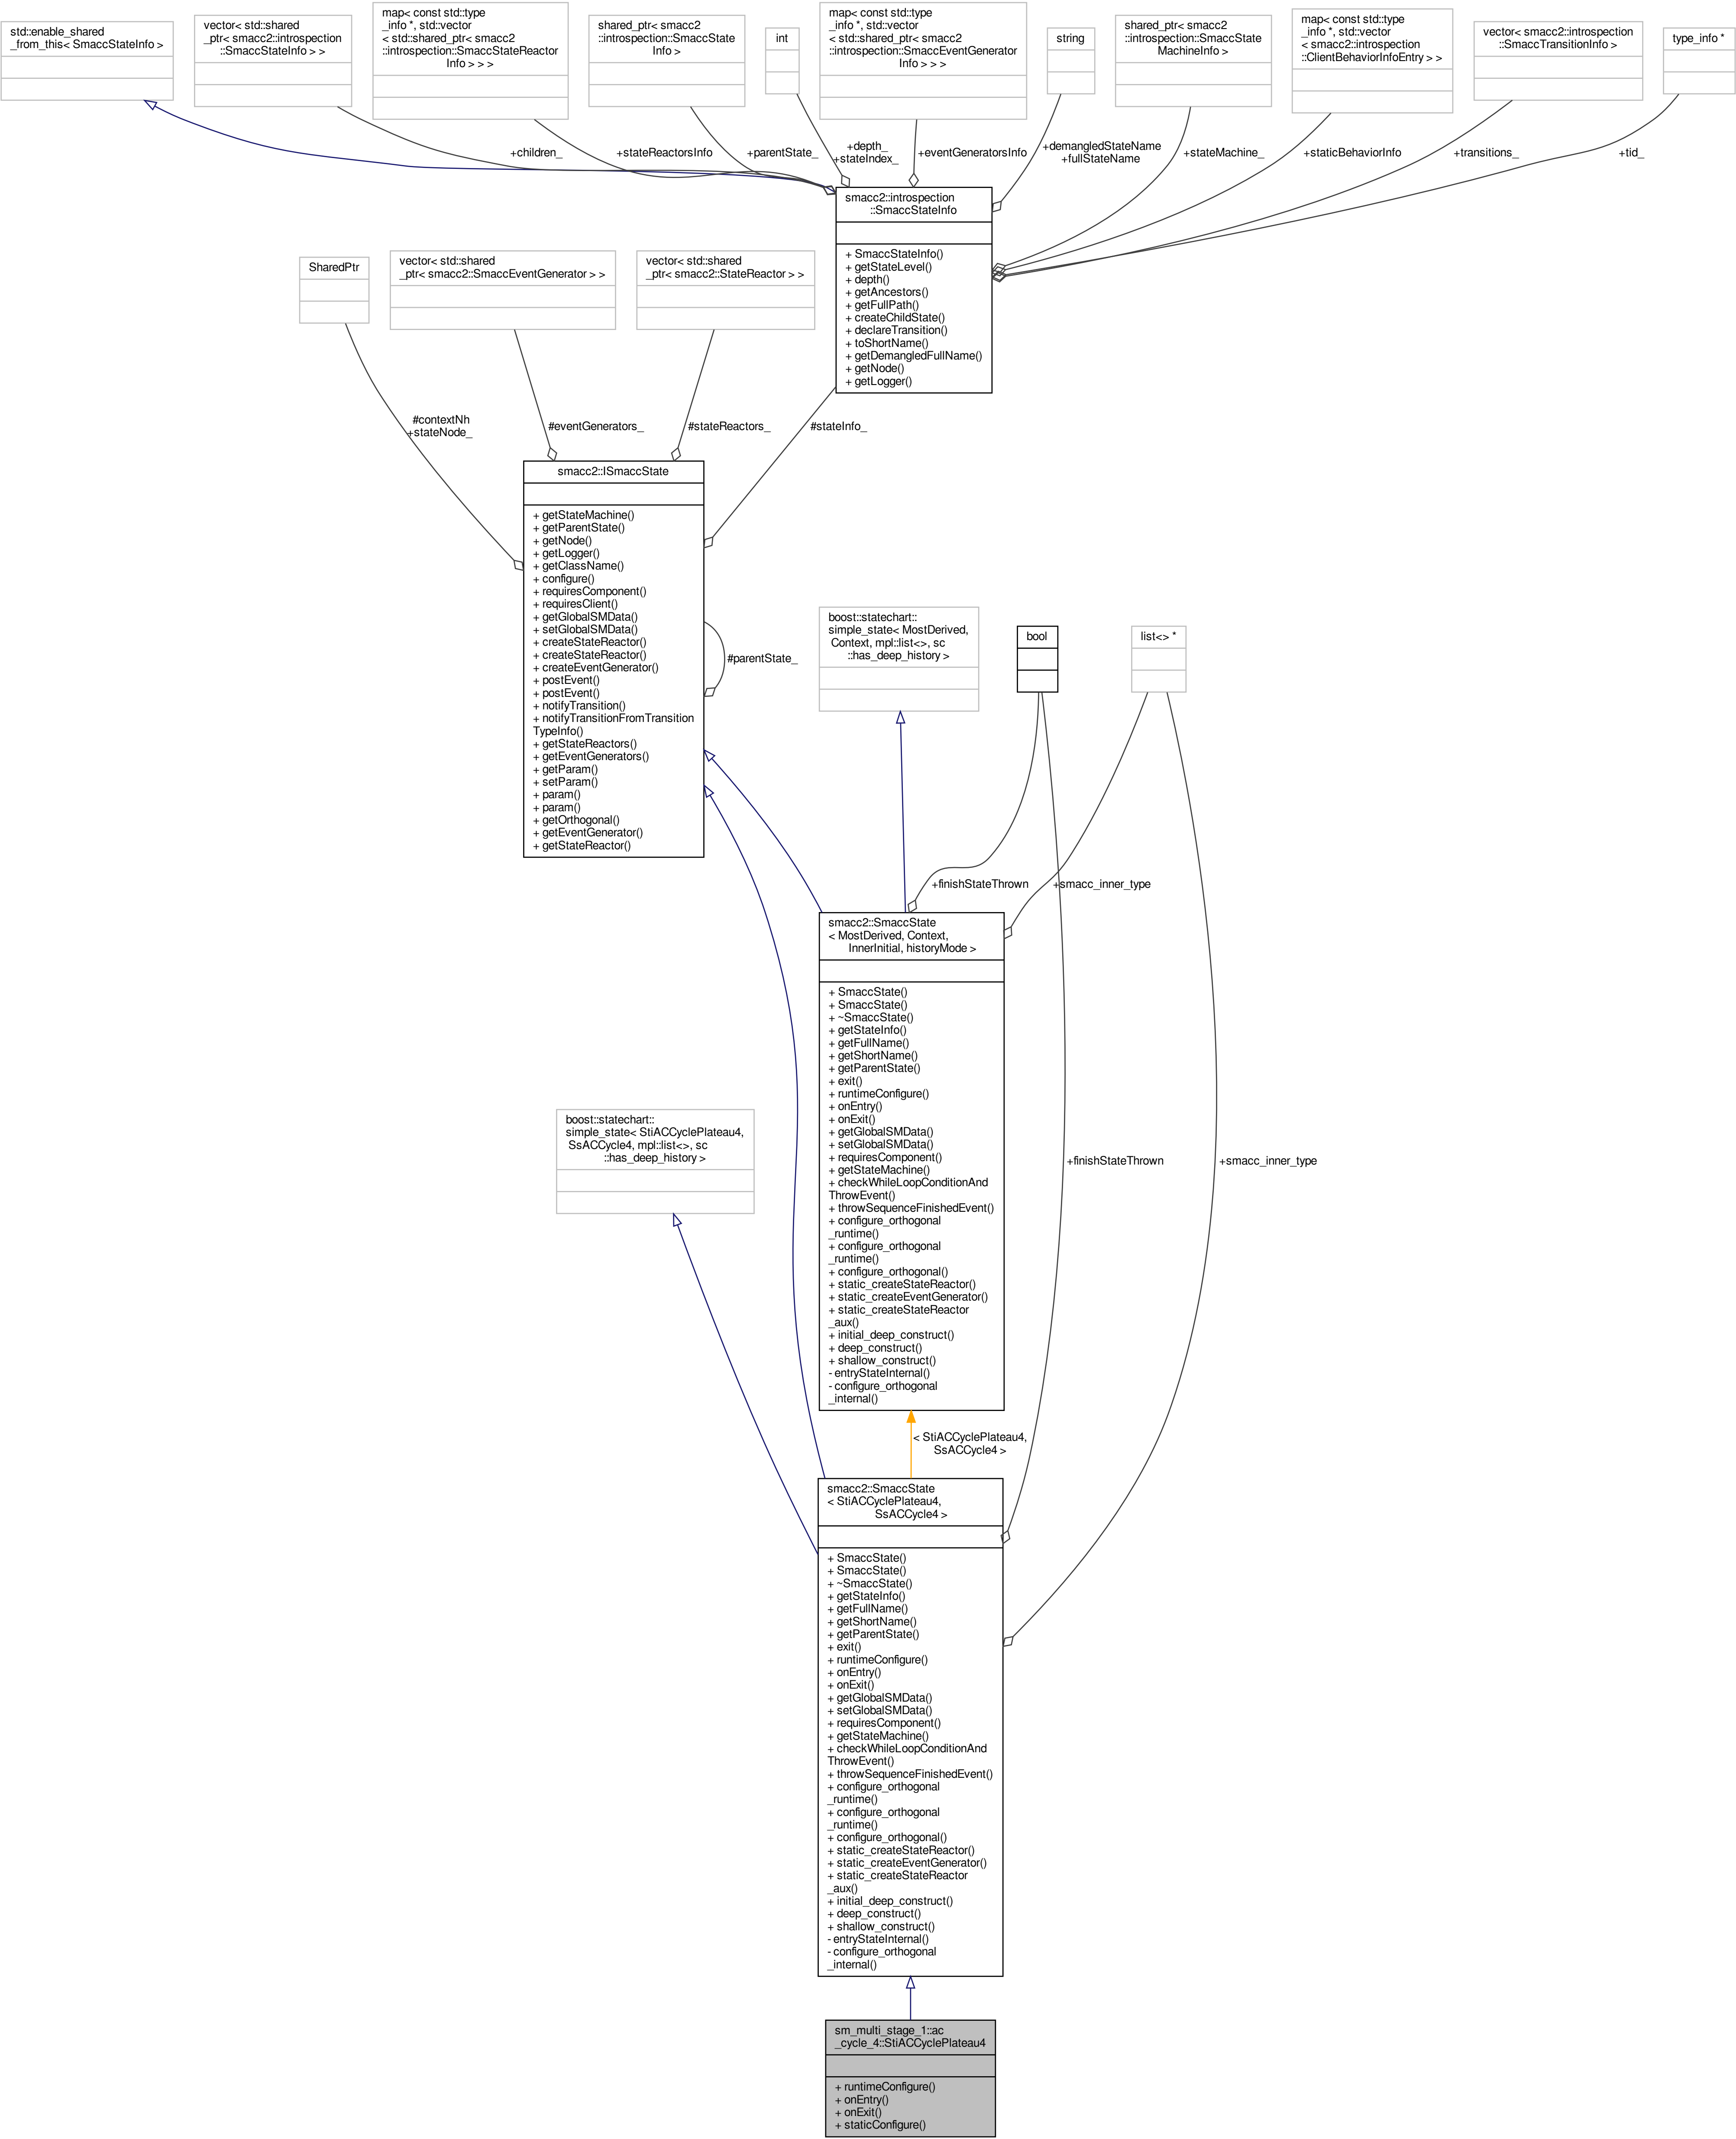 std::enable_shared
_from_this< SmaccStateInfo >
vector< std::shared
_ptr< smacc2::introspection
::SmaccStateInfo > >
map< const std::type
_info *, std::vector
< std::shared_ptr< smacc2
::introspection::SmaccStateReactor
Info > > >
shared_ptr< smacc2
::introspection::SmaccState
Info >
int
map< const std::type
_info *, std::vector
< std::shared_ptr< smacc2
::introspection::SmaccEventGenerator
Info > > >
string
shared_ptr< smacc2
::introspection::SmaccState
MachineInfo >
map< const std::type
_info *, std::vector
< smacc2::introspection
::ClientBehaviorInfoEntry > >
vector< smacc2::introspection
::SmaccTransitionInfo >
type_info *
+children_
+stateReactorsInfo
+parentState_
+depth_
+stateIndex_
+eventGeneratorsInfo
+demangledStateName
+fullStateName
+stateMachine_
+staticBehaviorInfo
+transitions_
+tid_
smacc2::introspection
::SmaccStateInfo
+ SmaccStateInfo()
+ getStateLevel()
+ depth()
+ getAncestors()
+ getFullPath()
+ createChildState()
+ declareTransition()
+ toShortName()
+ getDemangledFullName()
+ getNode()
+ getLogger()
SharedPtr
vector< std::shared
_ptr< smacc2::SmaccEventGenerator > >
vector< std::shared
_ptr< smacc2::StateReactor > >
#contextNh
+stateNode_
#eventGenerators_
#stateReactors_
#stateInfo_
smacc2::ISmaccState
+ getStateMachine()
+ getParentState()
+ getNode()
+ getLogger()
+ getClassName()
+ configure()
+ requiresComponent()
+ requiresClient()
+ getGlobalSMData()
+ setGlobalSMData()
+ createStateReactor()
+ createStateReactor()
+ createEventGenerator()
+ postEvent()
+ postEvent()
+ notifyTransition()
+ notifyTransitionFromTransition
TypeInfo()
+ getStateReactors()
+ getEventGenerators()
+ getParam()
+ setParam()
+ param()
+ param()
+ getOrthogonal()
+ getEventGenerator()
+ getStateReactor()
#parentState_
boost::statechart::
simple_state< MostDerived,
Context, mpl::list<>, sc
::has_deep_history >
bool
list<> *
+finishStateThrown
+smacc_inner_type
smacc2::SmaccState
< MostDerived, Context,
InnerInitial, historyMode >
+ SmaccState()
+ SmaccState()
+ ~SmaccState()
+ getStateInfo()
+ getFullName()
+ getShortName()
+ getParentState()
+ exit()
+ runtimeConfigure()
+ onEntry()
+ onExit()
+ getGlobalSMData()
+ setGlobalSMData()
+ requiresComponent()
+ getStateMachine()
+ checkWhileLoopConditionAnd
ThrowEvent()
+ throwSequenceFinishedEvent()
+ configure_orthogonal
_runtime()
+ configure_orthogonal
_runtime()
+ configure_orthogonal()
+ static_createStateReactor()
+ static_createEventGenerator()
+ static_createStateReactor
_aux()
+ initial_deep_construct()
+ deep_construct()
+ shallow_construct()
- entryStateInternal()
- configure_orthogonal
_internal()
boost::statechart::
simple_state< StiACCyclePlateau4,
SsACCycle4, mpl::list<>, sc
::has_deep_history >
+finishStateThrown
+smacc_inner_type
< StiACCyclePlateau4,
SsACCycle4 >
smacc2::SmaccState
< StiACCyclePlateau4,
SsACCycle4 >
+ SmaccState()
+ SmaccState()
+ ~SmaccState()
+ getStateInfo()
+ getFullName()
+ getShortName()
+ getParentState()
+ exit()
+ runtimeConfigure()
+ onEntry()
+ onExit()
+ getGlobalSMData()
+ setGlobalSMData()
+ requiresComponent()
+ getStateMachine()
+ checkWhileLoopConditionAnd
ThrowEvent()
+ throwSequenceFinishedEvent()
+ configure_orthogonal
_runtime()
+ configure_orthogonal
_runtime()
+ configure_orthogonal()
+ static_createStateReactor()
+ static_createEventGenerator()
+ static_createStateReactor
_aux()
+ initial_deep_construct()
+ deep_construct()
+ shallow_construct()
- entryStateInternal()
- configure_orthogonal
_internal()
sm_multi_stage_1::ac
_cycle_4::StiACCyclePlateau4
+ runtimeConfigure()
+ onEntry()
+ onExit()
+ staticConfigure()